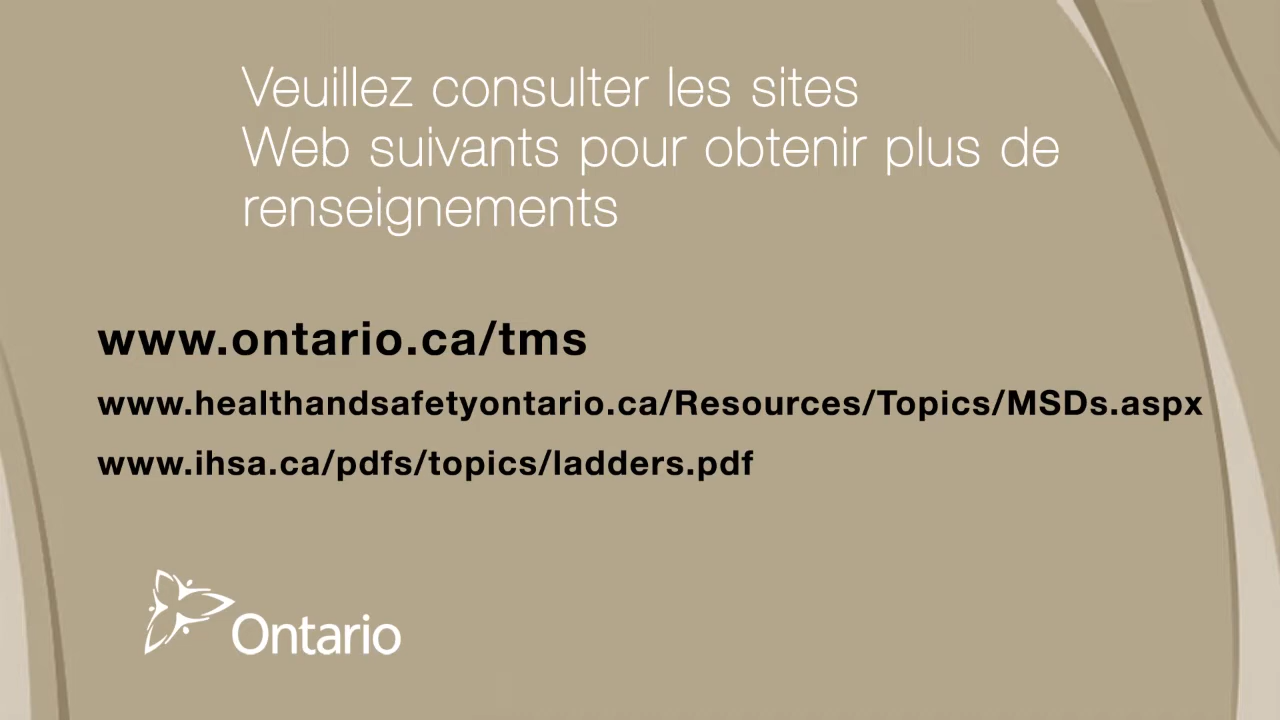 Veuillez consulter les sites
Web suivants pour obtenir plus de
renseignements
www.ontario.ca/tms
www.healthandsafetyontario.ca/Resources/Topics/MSDs.aspx
www.ihsa.ca/pdfs/topics/ladders.pdf
Ontario